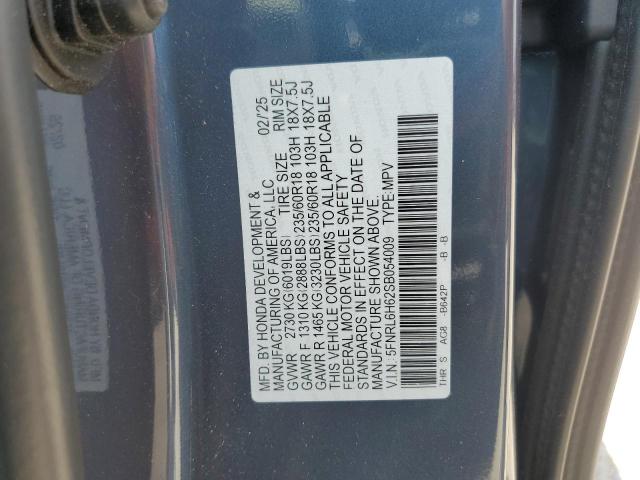 MFD. BY HONDA DEVELOPMENT &
MANUFACTURING OF AMERICA, LLC 02/'25
GVWR 2730 KG (6019LBS) TIRE SIZE RIM SIZE
GAWR F 1310 KG (2888LBS) 235/60R18 103H 18X7.5J
GAWR R 1465 KG (3230LBS) 235/60R18 103H 18X7.5J
THIS VEHICLE CONFORMS TO ALL APPLICABLE
FEDERAL MOTOR VEHICLE SAFETY
STANDARDS IN EFFECT ON THE DATE OF
MANUFACTURE SHOWN ABOVE.
V.I.N.: 5FNRL6H62SB054009 TYPE:MPV
THR S AC8 -B642P -B -B